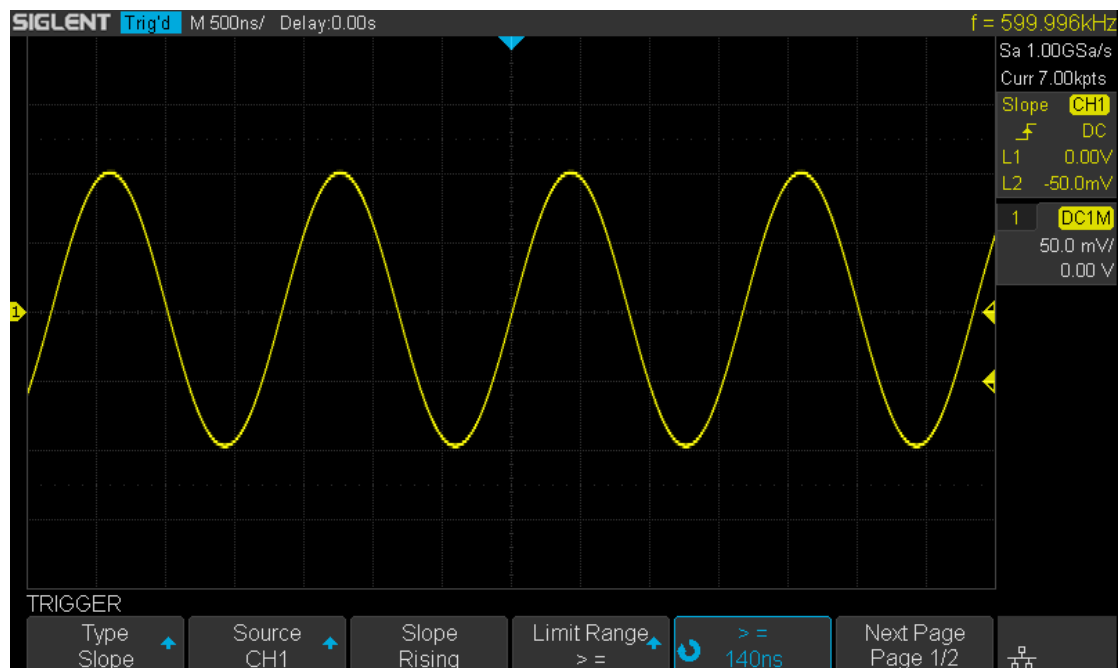 SIGLENT Trig'd M 500ns/ Delay:0.00s f = 599.996kHz
Sa 1.00GSa/s
Curr 7.00kpts
Slope CH1
DC
L1 0.00V
L2 -50.0mV
1 DC1M
50.0 mV/
0.00 V
1
TRIGGER
Type Source Slope Limit Range > = Next Page
Slope CH1 Rising > = 140ns Page 1/2